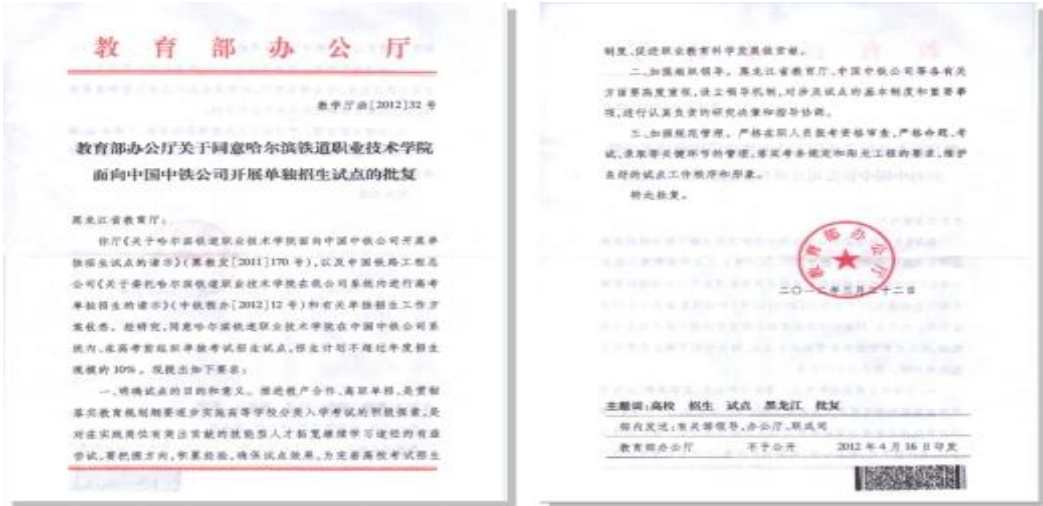 教育部办公厅
教学厅函[2012]32 号
教育部办公厅关于同意哈尔滨铁道职业技术学院
面向中国中铁公司开展单独招生试点的批复
黑龙江省教育厅:
你厅《关于哈尔滨铁道职业技术学院面向中国中铁公司开展单
独招生试点的请示》(黑教发[2011]170 号),以及中国铁路工程总
公司《关于委托哈尔滨铁道职业技术学院在我公司系统内进行高考
单独招生的请示》(中铁程办[2012]12 号)和有关单独招生工作方
案收悉。经研究,同意哈尔滨铁道职业技术学院在中国中铁公司系
统内,在高考前组织单独考试招生试点,招生计划不超过年度招生
规模的 10%。现提出如下要求:
一、明确试点的目的和意义。推进校产合作、高职单招,是贯彻
落实教育规划纲要逐步实施高等学校分类入学考试的积极探索,是
对在实践岗位有突出贡献的技能型人才拓宽继续学习途径的有益
尝试,要把握方向,积累经验,确保试点效果,为完善高校考试招生
制度、促进职业教育科学发展做贡献。
二、加强组织领导。黑龙江省教育厅、中国中铁公司等各有关
方面要高度重视,设立领导机制,对涉及试点的基本制度和重要事
项,进行认真负责的研究决策和指导协调。
三、加强规范管理。严格在职人员报考资格审查,严格命题、考
试、录取等关键环节的管理,落实考务规定和阳光工程的要求,维护
良好的试点工作秩序和形象。
特此批复。
教育部办公厅
二〇一二年三月二十二日
主题词:高校 招生 试点 黑龙江 批复
部内发送:有关部领导,办公厅、职成司
教育部办公厅 不予公开 2012 年 4 月 16 日印发